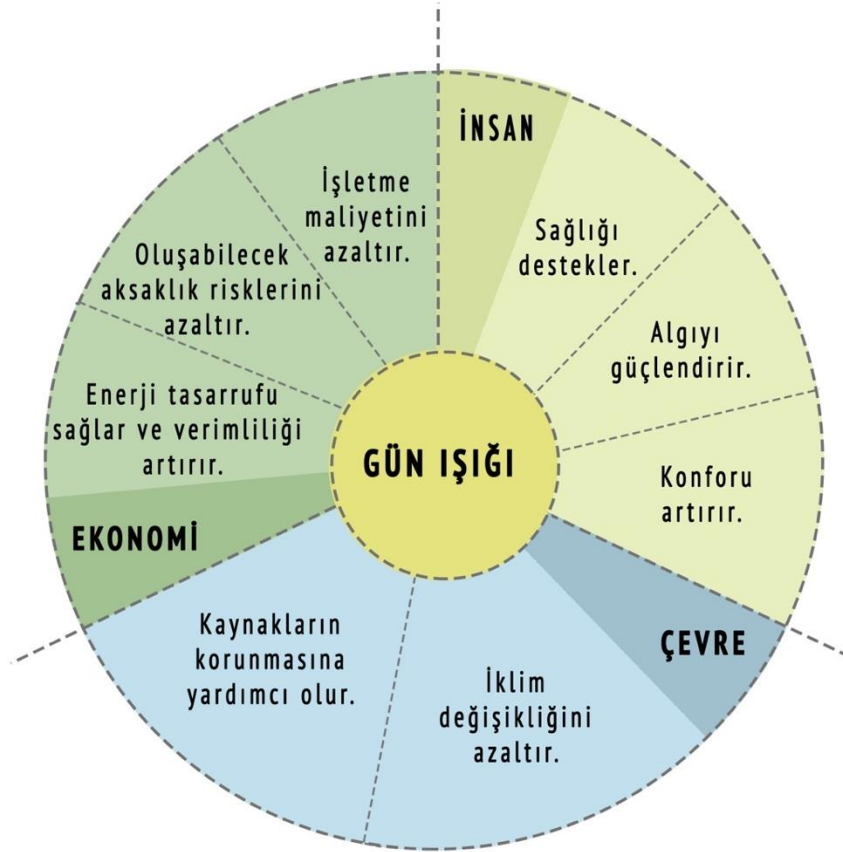 GÜN IŞIĞI
İNSAN
Sağlığı
destekler.
Algıyı
güçlendirir.
Konforu
artırır.
ÇEVRE
İklim
değişikliğini
azaltır.
Kaynakların
korunmasına
yardımcı olur.
EKONOMİ
Enerji tasarrufu
sağlar ve verimliliği
artırır.
Oluşabilecek
aksaklık risklerini
azaltır.
İşletme
maliyetini
azaltır.